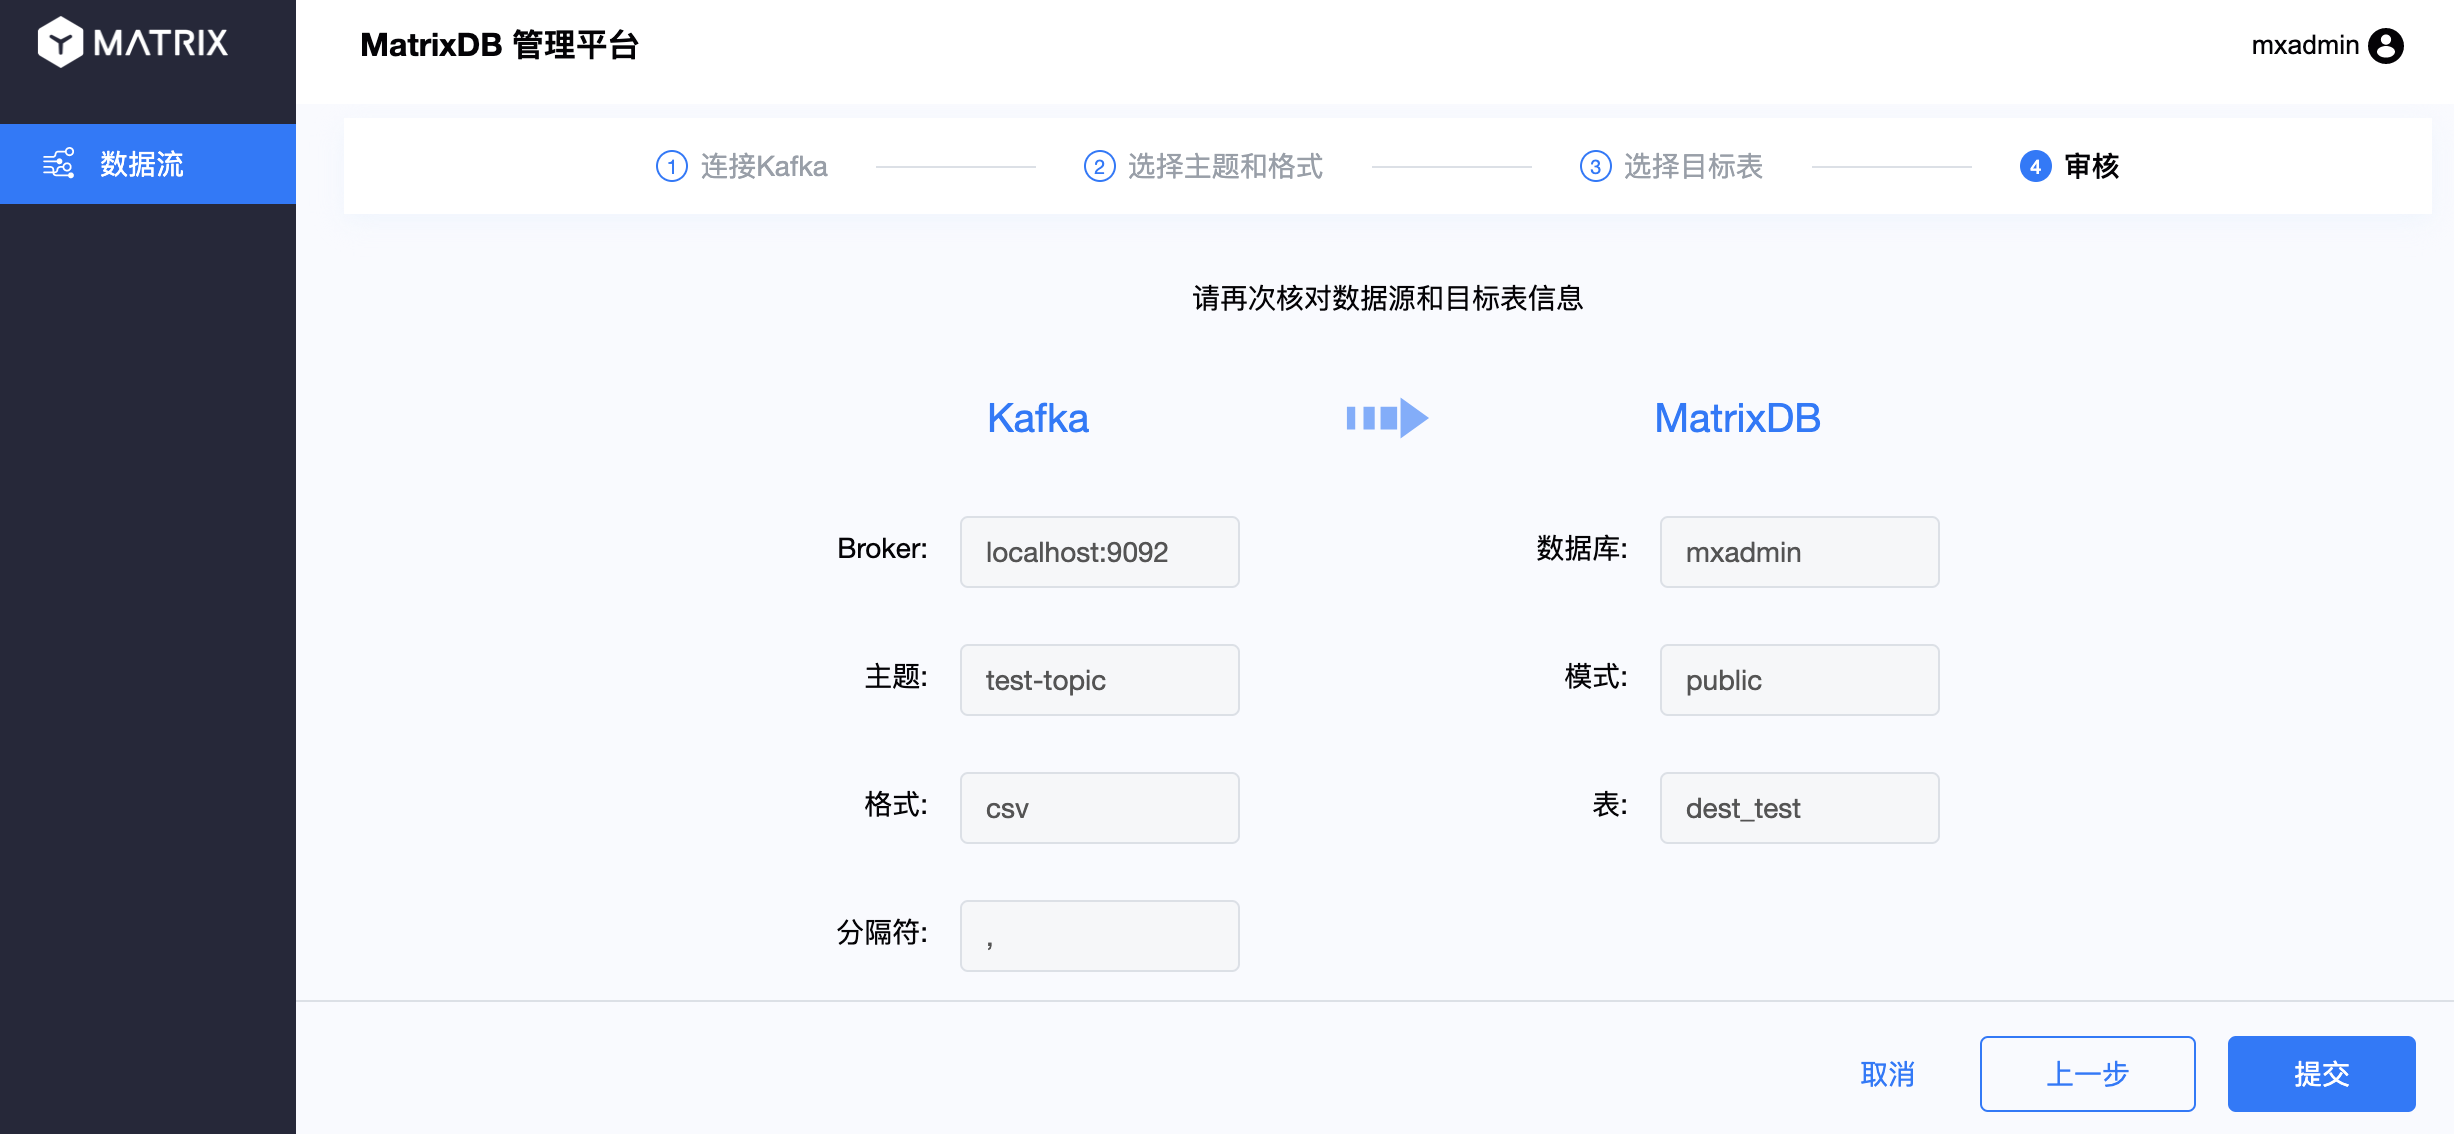 MATRIX
MatrixDB 管理平台
mxadmin
数据流
1 连接Kafka
2 选择主题和格式
3 选择目标表
4 审核
请再次核对数据源和目标表信息
Kafka
MatrixDB
Broker: localhost:9092
数据库: mxadmin
主题: test-topic
模式: public
格式: csv
表: dest_test
分隔符: ,
取消
上一步
提交